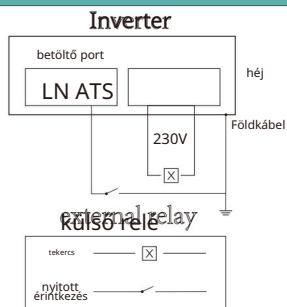 Inverter
betöltő port
héj
LN ATS
Földkábel
230V
X
external relay
külső relé
tekercs
X
nyitott
érintkezés